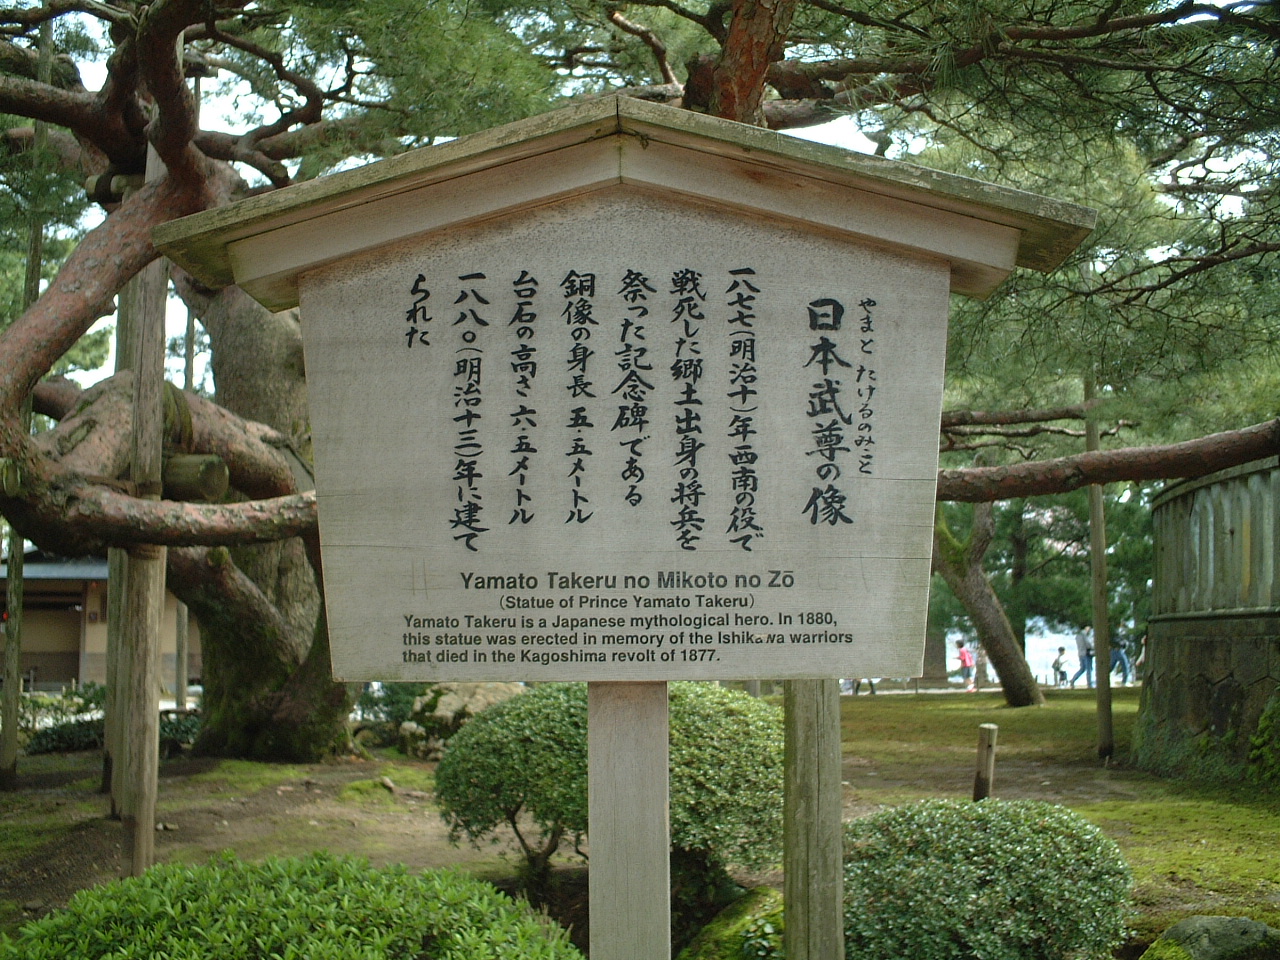 やまと たけるのみこと
日本武尊の像
一八七七(明治十)年西南の役で
戦死した郷土出身の将兵を
祭った記念碑である
銅像の身長 五・五メートル
台石の高さ 六・五メートル
一八八〇(明治十三)年に建て
られた
Yamato Takeru no Mikoto no Zō
(Statue of Prince Yamato Takeru)
Yamato Takeru is a Japanese mythological hero. In 1880,
this statue was erected in memory of the Ishikawa warriors
that died in the Kagoshima revolt of 1877.